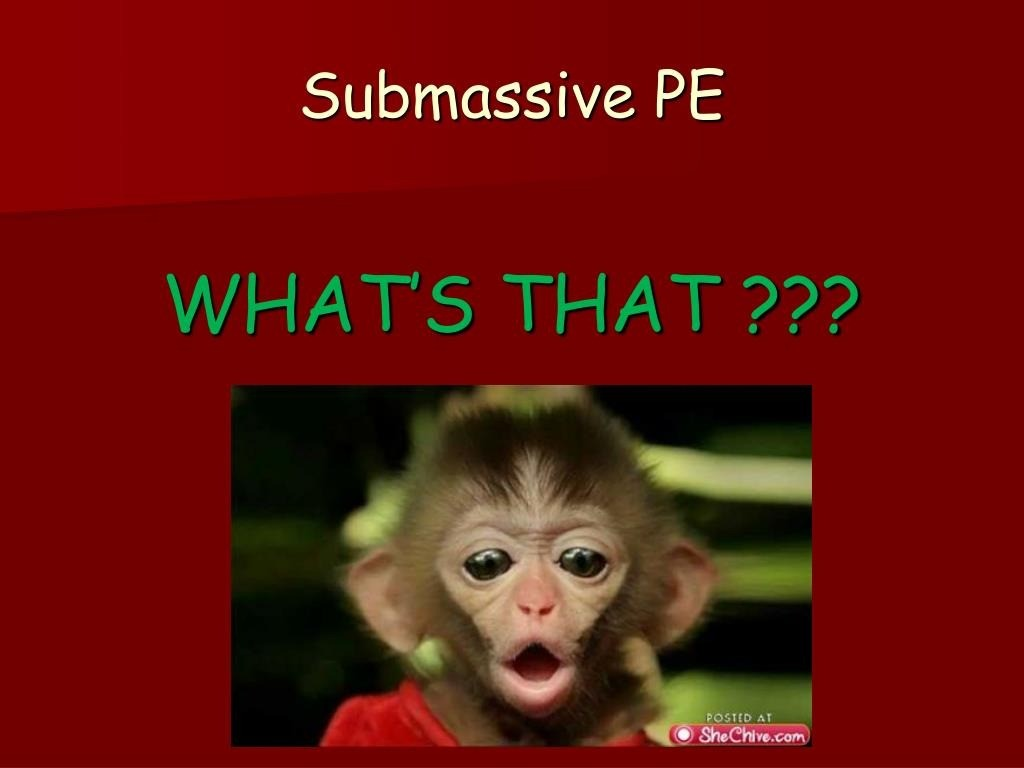 Submassive PE
WHAT’S THAT ???
POSTED AT
SheChive.com